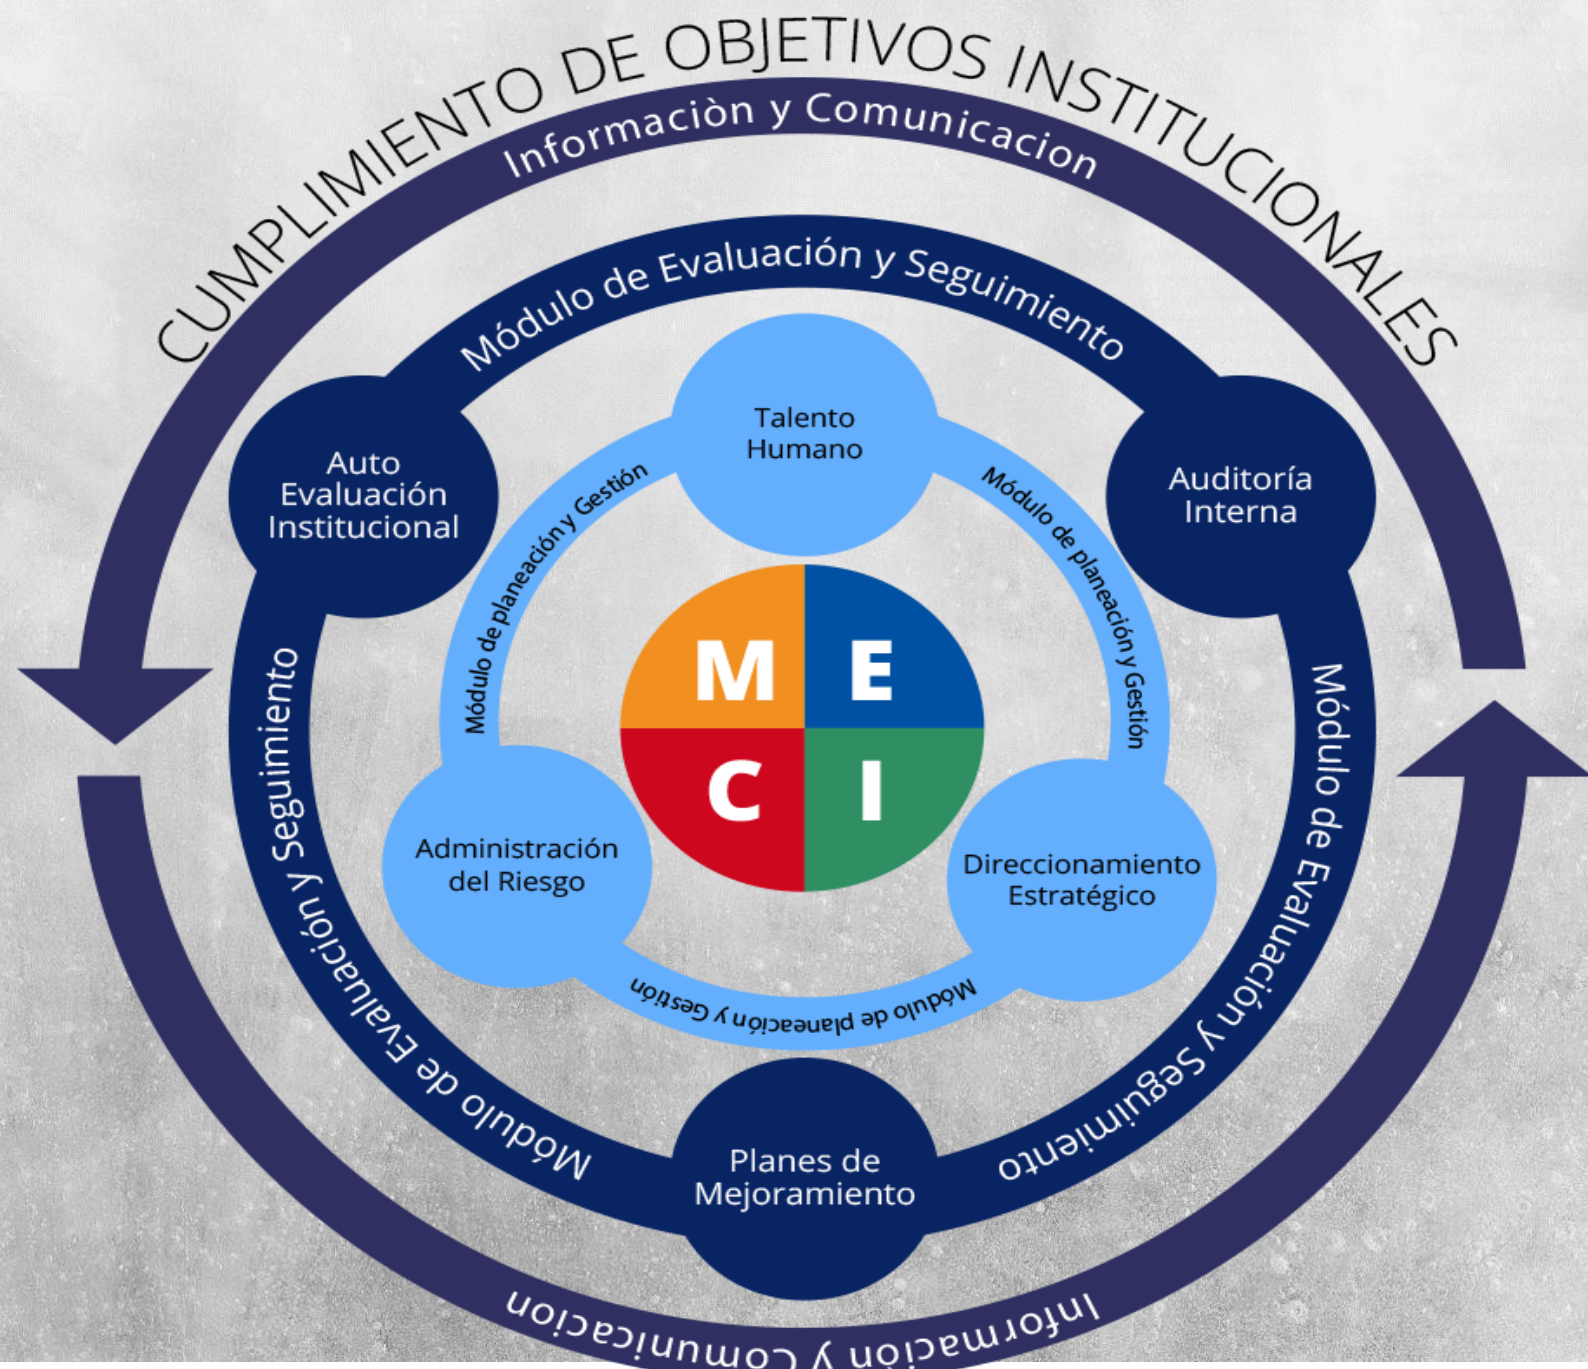 CUMPLIMIENTO DE OBJETIVOS INSTITUCIONALES
Informaciòn y Comunicacion
Módulo de Evaluación y Seguimiento
Talento
Humano
Auto
Evaluación
Institucional
Auditoría
Interna
Módulo de planeación y Gestión
Módulo de planeación y Gestión
M E
C I
Módulo de Evaluación y Seguimiento
Módulo de Evaluación y Seguimiento
Administración
del Riesgo
Direccionamiento
Estratégico
Módulo de planeación y Gestión
Planes de
Mejoramiento
Informaciòn y Comunicacion